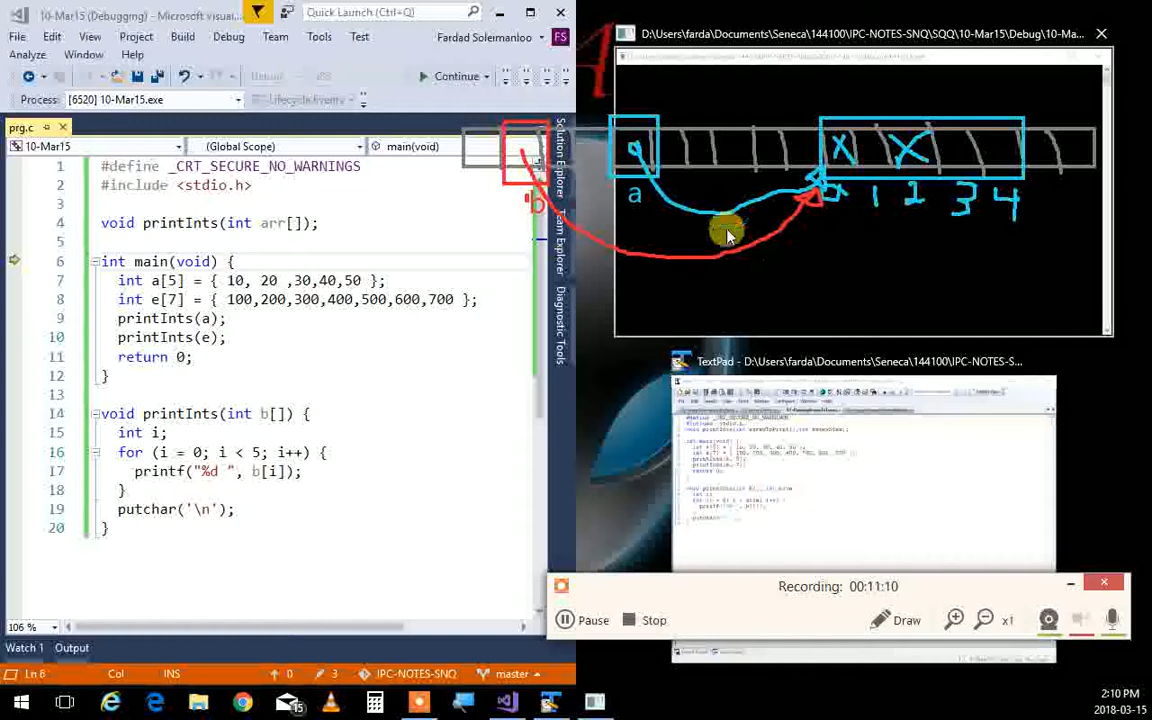 10-Mar15 (Debugging) - Microsoft Visual...
Quick Launch (Ctrl+Q)
File Edit View Project Build Debug Team Tools Test
Fardad Soleimanloo FS
Analyze Window Help
Debug
Continue
Process: [6520] 10-Mar15.exe
Lifecycle Events
prg.c
10-Mar15 (Global Scope) main(void)
1 #define _CRT_SECURE_NO_WARNINGS
2 #include <stdio.h>
3
4 void printInts(int arr[]);
5
6 int main(void) {
7 int a[5] = { 10, 20 ,30,40,50 };
8 int e[7] = { 100,200,300,400,500,600,700 };
9 printInts(a);
10 printInts(e);
11 return 0;
12 }
13
14 void printInts(int b[]) {
15 int i;
16 for (i = 0; i < 5; i++) {
17 printf("%d ", b[i]);
18 }
19 putchar('\n');
20 }
106 %
Watch 1 Output
Ln 6 Col INS 0 3 IPC-NOTES-SNQ master
Solution Explorer
Team Explorer
Diagnostic Tools
D:\Users\farda\Documents\Seneca\144100\IPC-NOTES-SNQ\SQQ\10-Mar15\Debug\10-Ma...
X X
a
b
1 2 3 4
TextPad - D:\Users\farda\Documents\Seneca\144100\IPC-NOTES-S...
Recording: 00:11:10
Pause Stop Draw x1
15
2:10 PM
2018-03-15